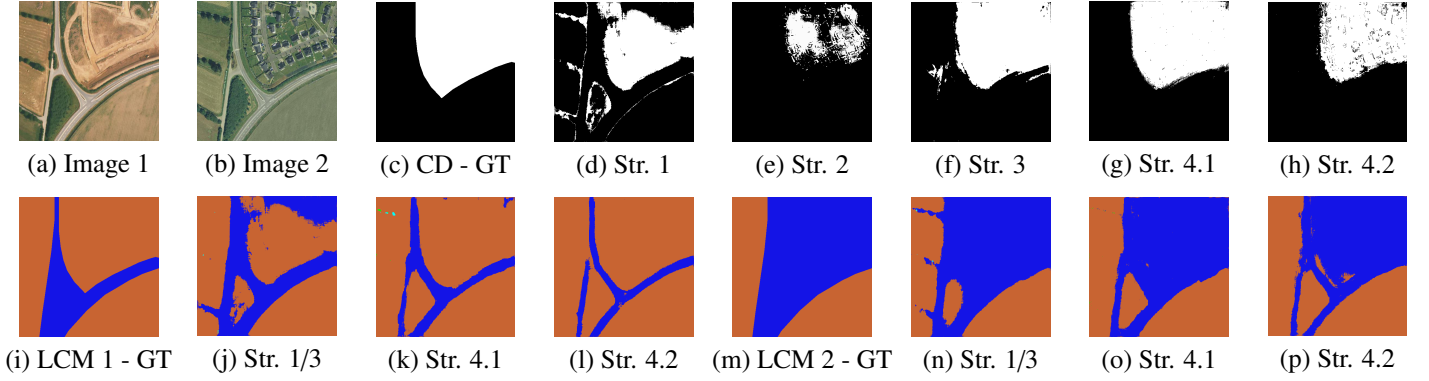 (a) Image 1 (b) Image 2 (c) CD - GT (d) Str. 1 (e) Str. 2 (f) Str. 3 (g) Str. 4.1 (h) Str. 4.2
(i) LCM 1 - GT (j) Str. 1/3 (k) Str. 4.1 (l) Str. 4.2 (m) LCM 2 - GT (n) Str. 1/3 (o) Str. 4.1 (p) Str. 4.2